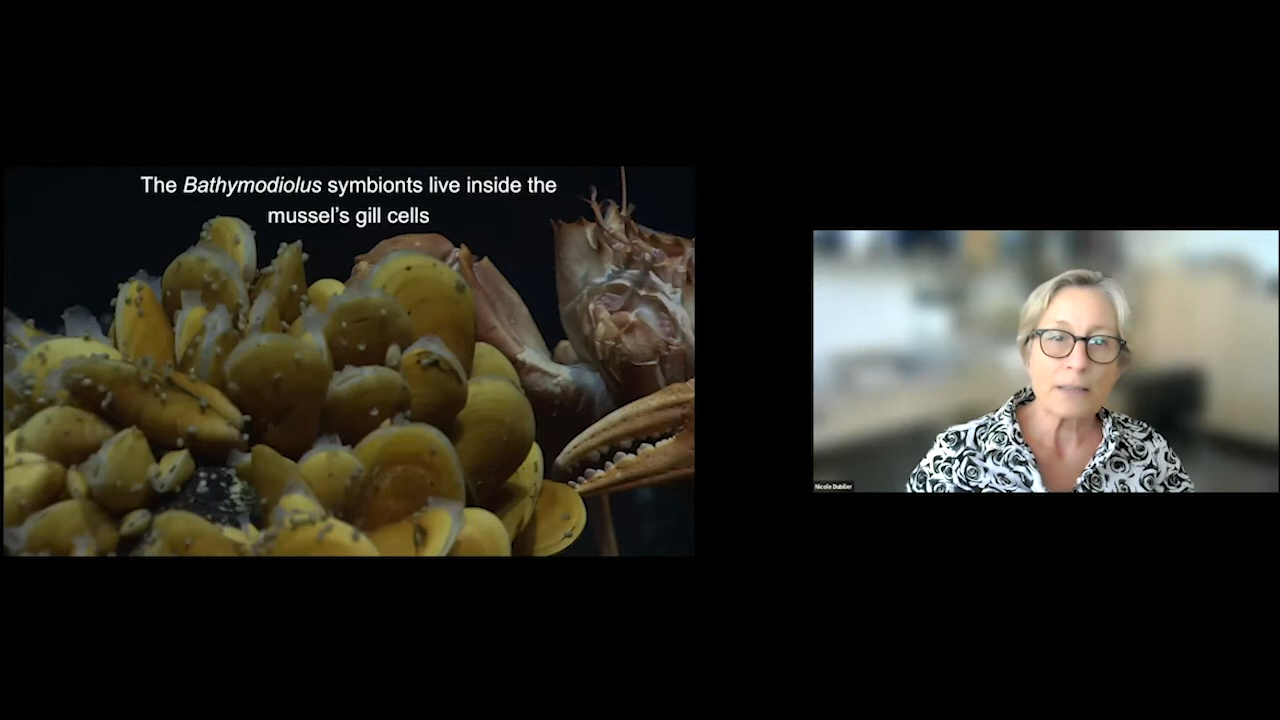 The Bathymodiolus symbionts live inside the
mussel's gill cells
Nicole Dubilier